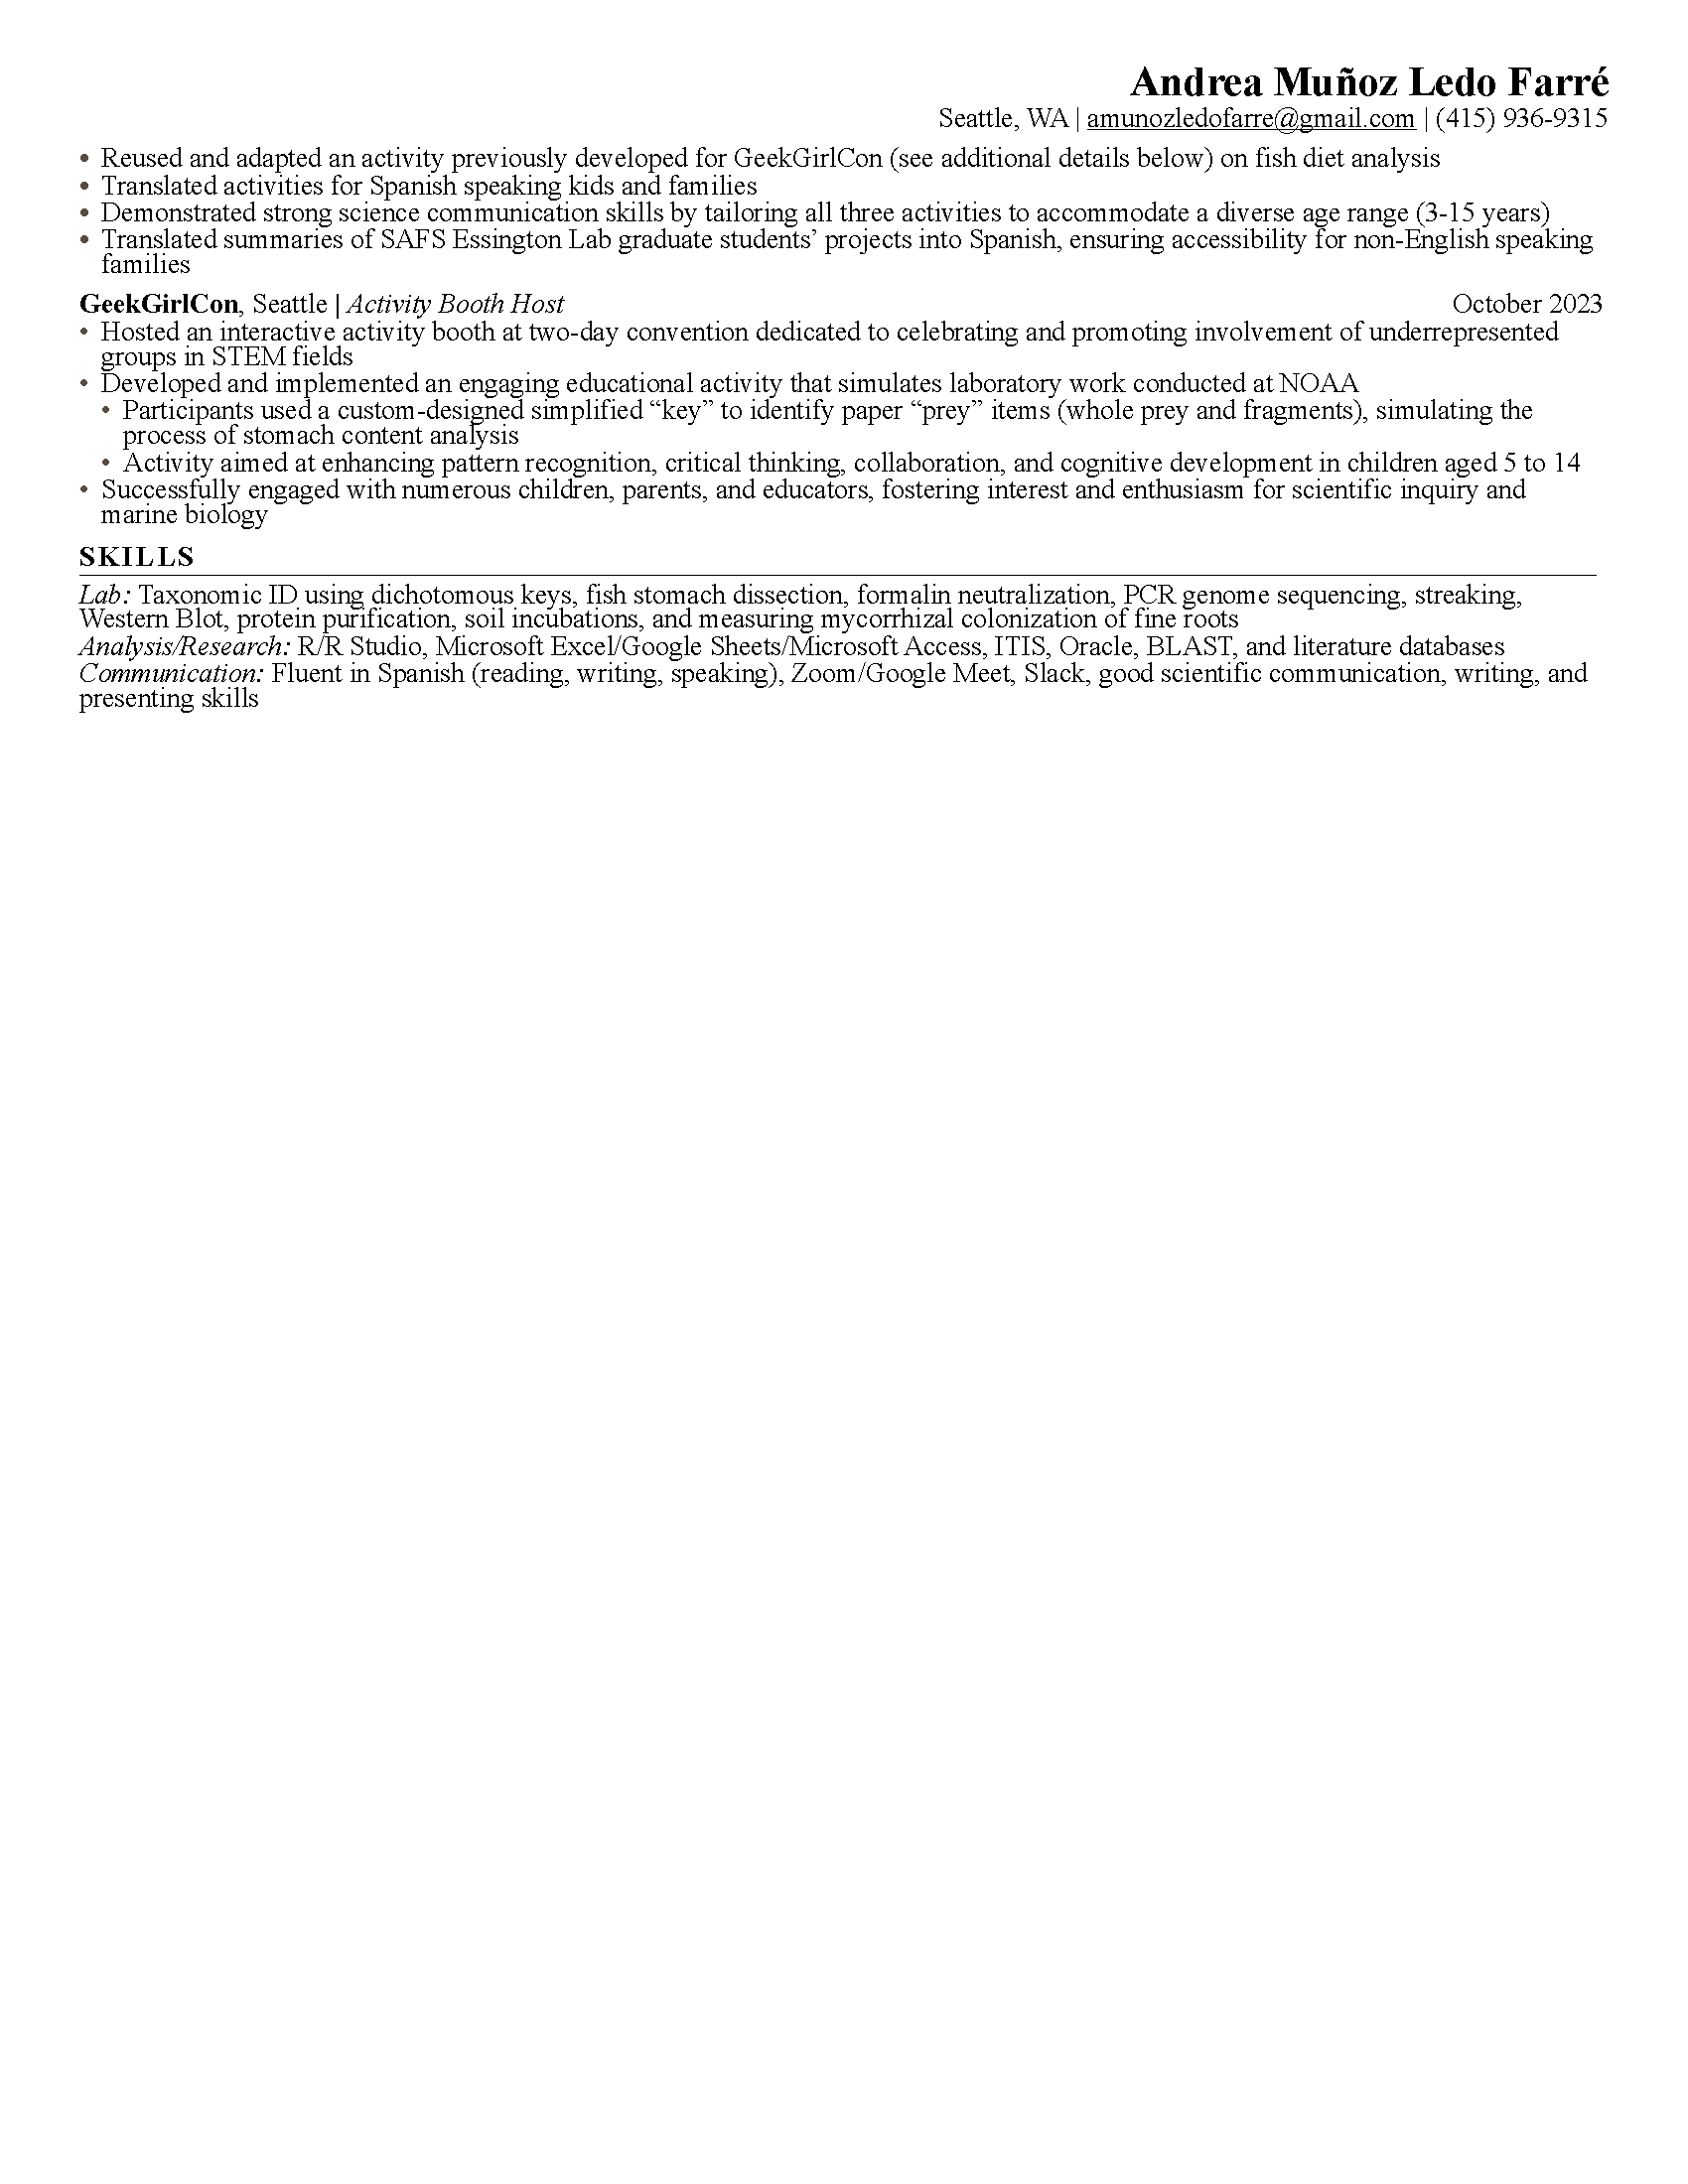 Andrea Muñoz Ledo Farré
Seattle, WA | amunozledofarre@gmail.com | (415) 936-9315
• Reused and adapted an activity previously developed for GeekGirlCon (see additional details below) on fish diet analysis
• Translated activities for Spanish speaking kids and families
• Demonstrated strong science communication skills by tailoring all three activities to accommodate a diverse age range (3-15 years)
• Translated summaries of SAFS Essington Lab graduate students’ projects into Spanish, ensuring accessibility for non-English speaking
families
GeekGirlCon, Seattle | Activity Booth Host October 2023
• Hosted an interactive activity booth at two-day convention dedicated to celebrating and promoting involvement of underrepresented
groups in STEM fields
• Developed and implemented an engaging educational activity that simulates laboratory work conducted at NOAA
• Participants used a custom-designed simplified “key” to identify paper “prey” items (whole prey and fragments), simulating the
process of stomach content analysis
• Activity aimed at enhancing pattern recognition, critical thinking, collaboration, and cognitive development in children aged 5 to 14
• Successfully engaged with numerous children, parents, and educators, fostering interest and enthusiasm for scientific inquiry and
marine biology
SKILLS
Lab: Taxonomic ID using dichotomous keys, fish stomach dissection, formalin neutralization, PCR genome sequencing, streaking,
Western Blot, protein purification, soil incubations, and measuring mycorrhizal colonization of fine roots
Analysis/Research: R/R Studio, Microsoft Excel/Google Sheets/Microsoft Access, ITIS, Oracle, BLAST, and literature databases
Communication: Fluent in Spanish (reading, writing, speaking), Zoom/Google Meet, Slack, good scientific communication, writing, and
presenting skills